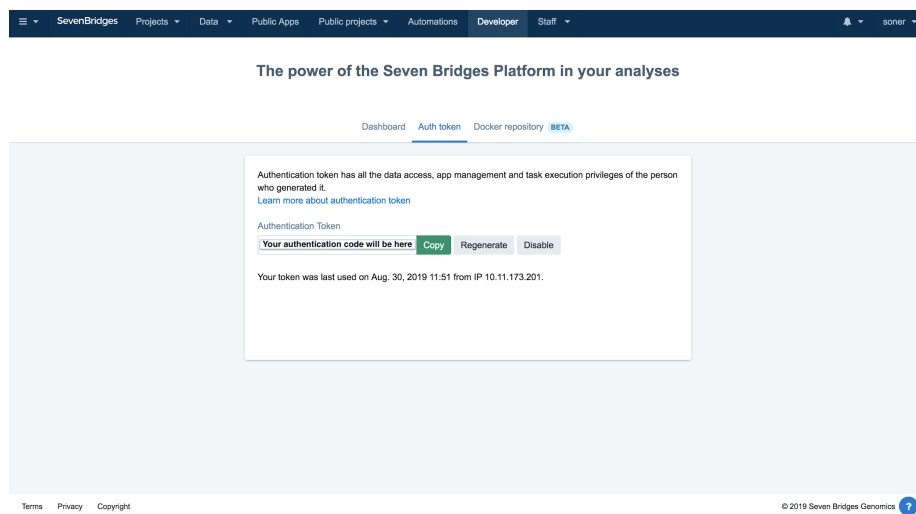 SevenBridges Projects Data Public Apps Public projects Automations Developer Staff soner
The power of the Seven Bridges Platform in your analyses
Dashboard Auth token Docker repository BETA
Authentication token has all the data access, app management and task execution privileges of the person
who generated it.
Learn more about authentication token
Authentication Token
Your authentication code will be here Copy Regenerate Disable
Your token was last used on Aug. 30, 2019 11:51 from IP 10.11.173.201.
Terms Privacy Copyright © 2019 Seven Bridges Genomics ?